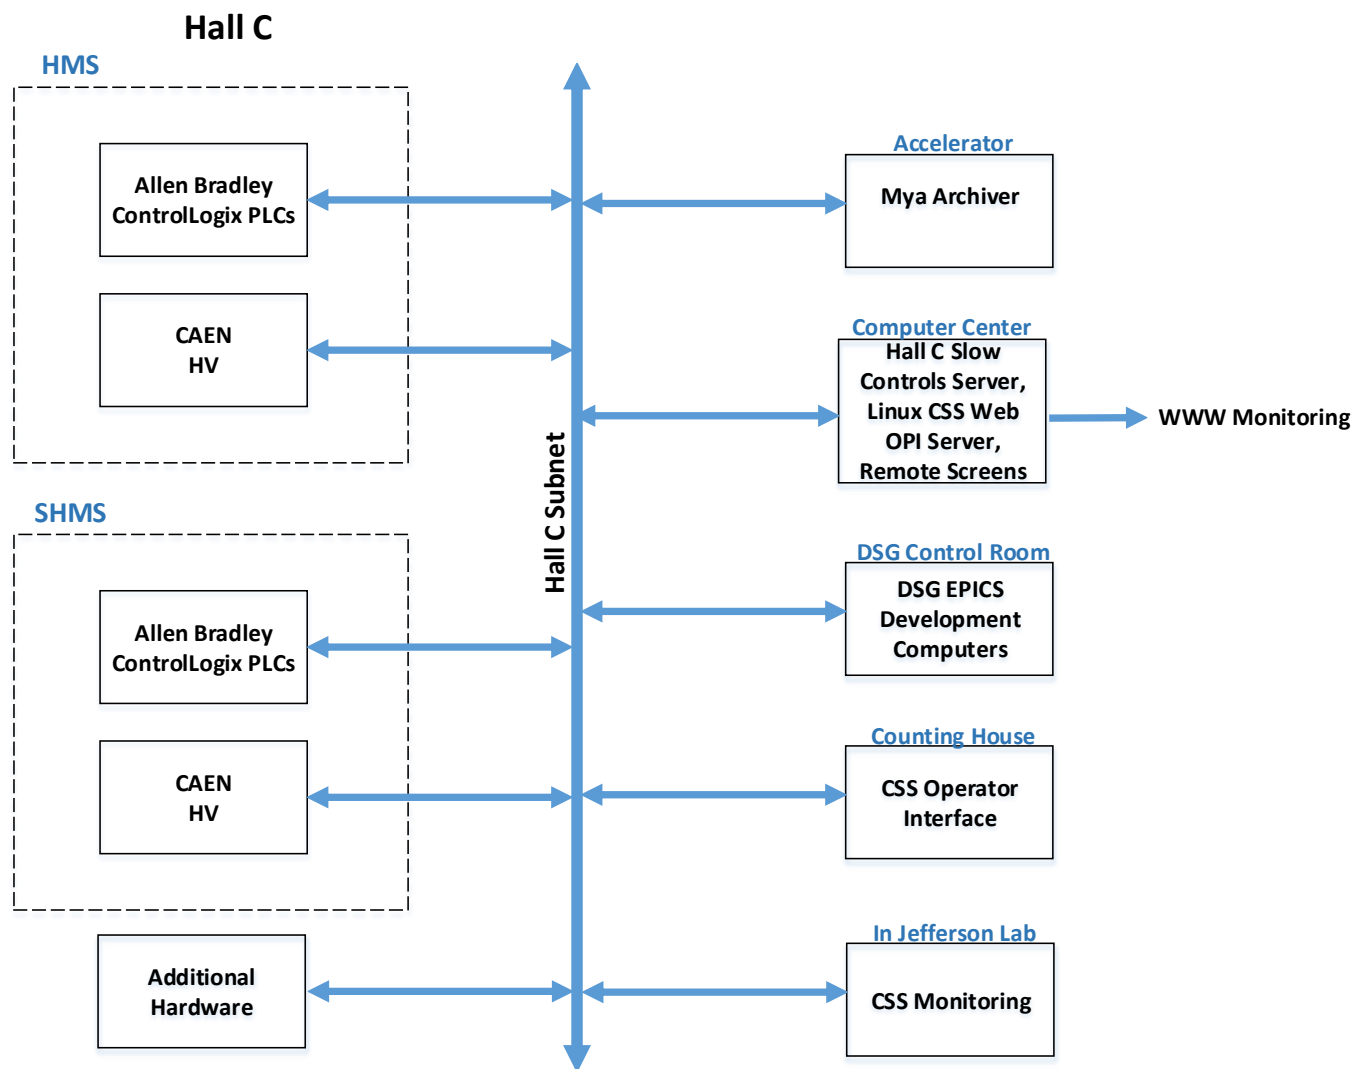 Hall C
HMS
Allen Bradley
ControlLogix PLCs
CAEN
HV
SHMS
Allen Bradley
ControlLogix PLCs
CAEN
HV
Additional
Hardware
Hall C Subnet
Accelerator
Mya Archiver
Computer Center
Hall C Slow
Controls Server,
Linux CSS Web
OPI Server,
Remote Screens
WWW Monitoring
DSG Control Room
DSG EPICS
Development
Computers
Counting House
CSS Operator
Interface
In Jefferson Lab
CSS Monitoring